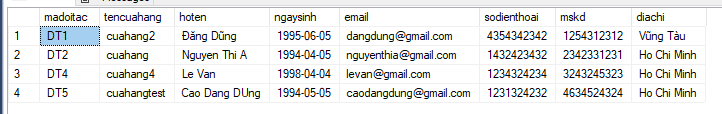 Messages
madoitac tencuahang hoten ngaysinh email sodienthoai mskd diachi
1 DT1 cuahang2 Đăng Dũng 1995-06-05 dangdung@gmail.com 4354342342 1254312312 Vũng Tàu
2 DT2 cuahang Nguyen Thi A 1994-04-05 nguyenthia@gmail.com 1432423432 2342331231 Ho Chi Minh
3 DT4 cuahang4 Le Van 1998-04-04 levan@gmail.com 1234324234 3243245323 Ho Chi Minh
4 DT5 cuahangtest Cao Dang DUng 1994-05-05 caodangdung@gmail.com 1231324232 4634524324 Ho Chi Minh